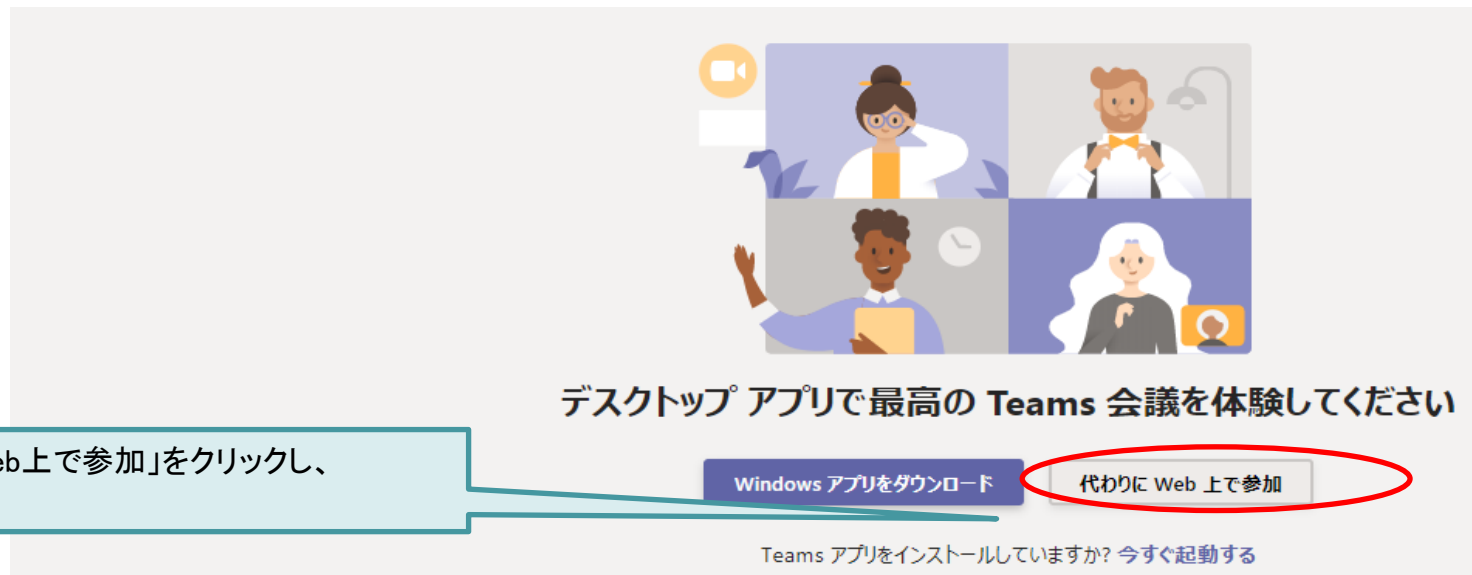 デスクトップ アプリで最高の Teams 会議を体験してください
eb上で参加」をクリックし、
Windows アプリをダウンロード
代わりに Web 上で参加
Teams アプリをインストールしていますか? 今すぐ起動する